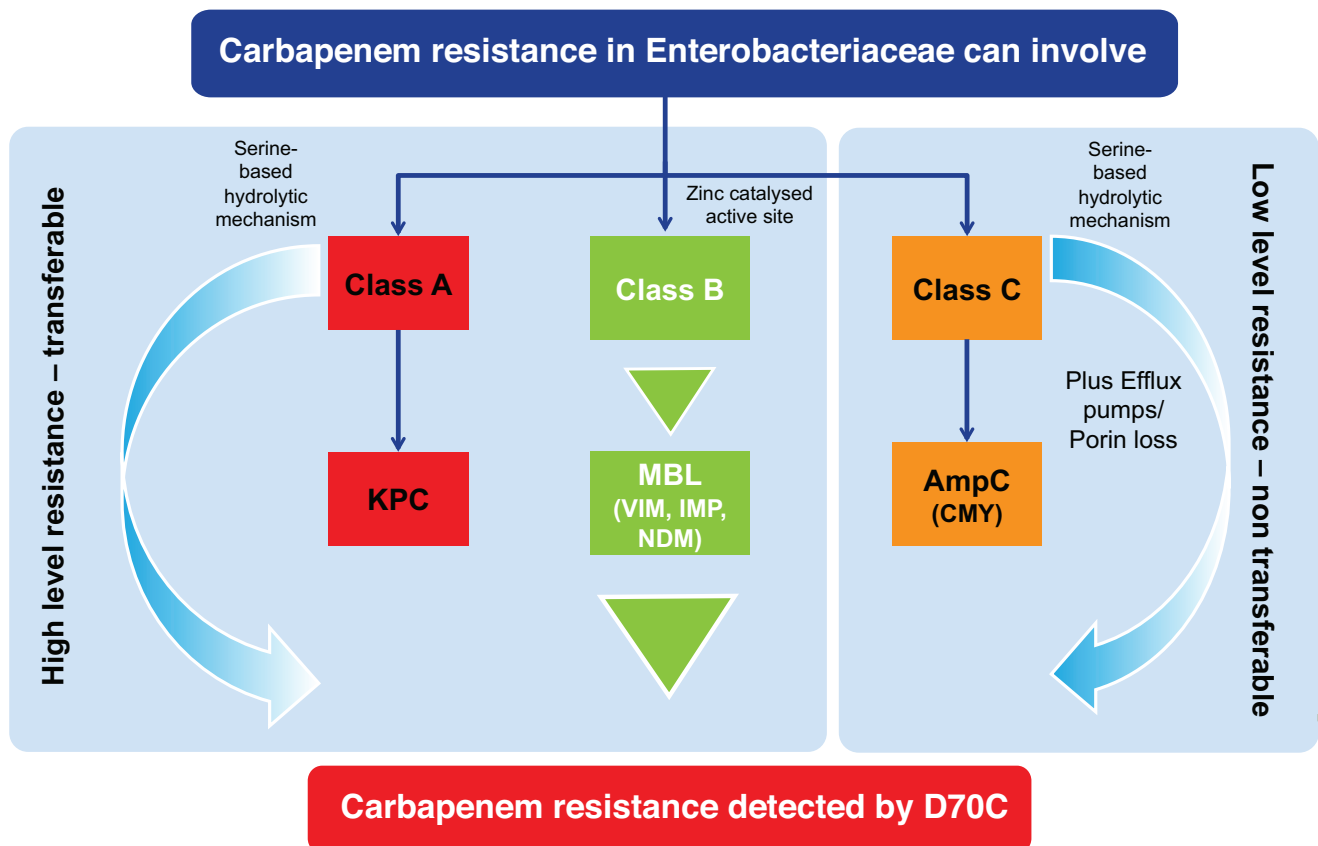 Carbapenem resistance in Enterobacteriaceae can involve
High level resistance – transferable
Serine-
based
hydrolytic
mechanism
Class A
KPC
Zinc catalysed
active site
Class B
MBL
(VIM, IMP,
NDM)
Serine-
based
hydrolytic
mechanism
Class C
Plus Efflux
pumps/
Porin loss
AmpC
(CMY)
Low level resistance – non transferable
Carbapenem resistance detected by D70C